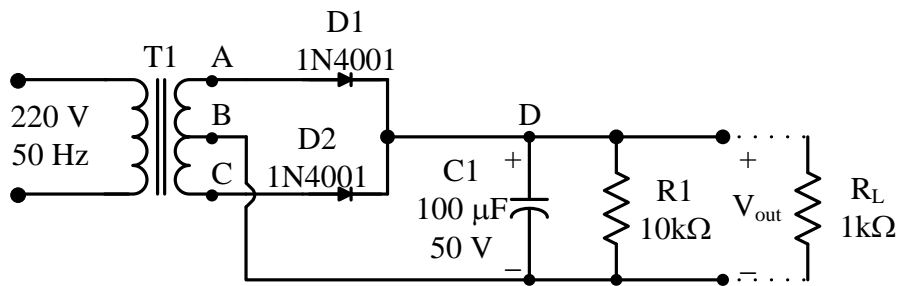 T1
220 V
50 Hz
A
B
C
D1
1N4001
D2
1N4001
D
+
C1
100 μF
50 V
−
R1
10kΩ
+
V_out
−
R_L
1kΩ